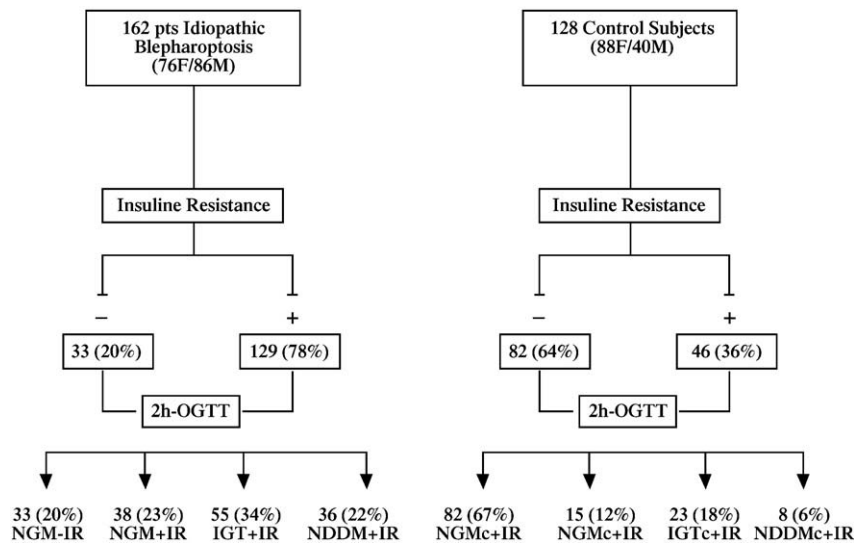 162 pts Idiopathic
Blepharoptosis
(76F/86M)
128 Control Subjects
(88F/40M)
Insuline Resistance
Insuline Resistance
–
+
–
+
33 (20%)
129 (78%)
82 (64%)
46 (36%)
2h-OGTT
2h-OGTT
33 (20%)
NGM-IR
38 (23%)
NGM+IR
55 (34%)
IGT+IR
36 (22%)
NDDM+IR
82 (67%)
NGMc+IR
15 (12%)
NGMc+IR
23 (18%)
IGTc+IR
8 (6%)
NDDMc+IR